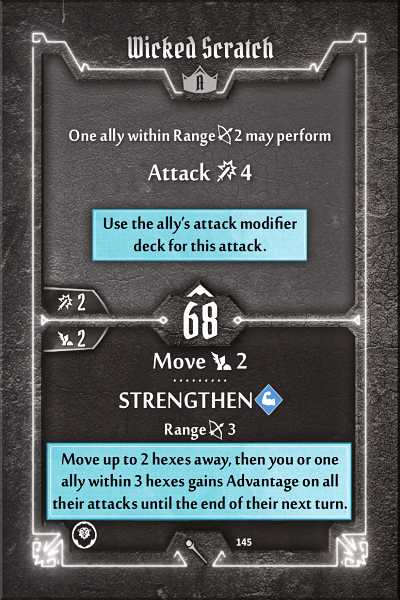 Wicked Scratch
A
One ally within Range 2 may perform
Attack 4
Use the ally's attack modifier
deck for this attack.
2
68
2
Move 2
STRENGTHEN
Range 3
Move up to 2 hexes away, then you or one
ally within 3 hexes gains Advantage on all
their attacks until the end of their next turn.
145